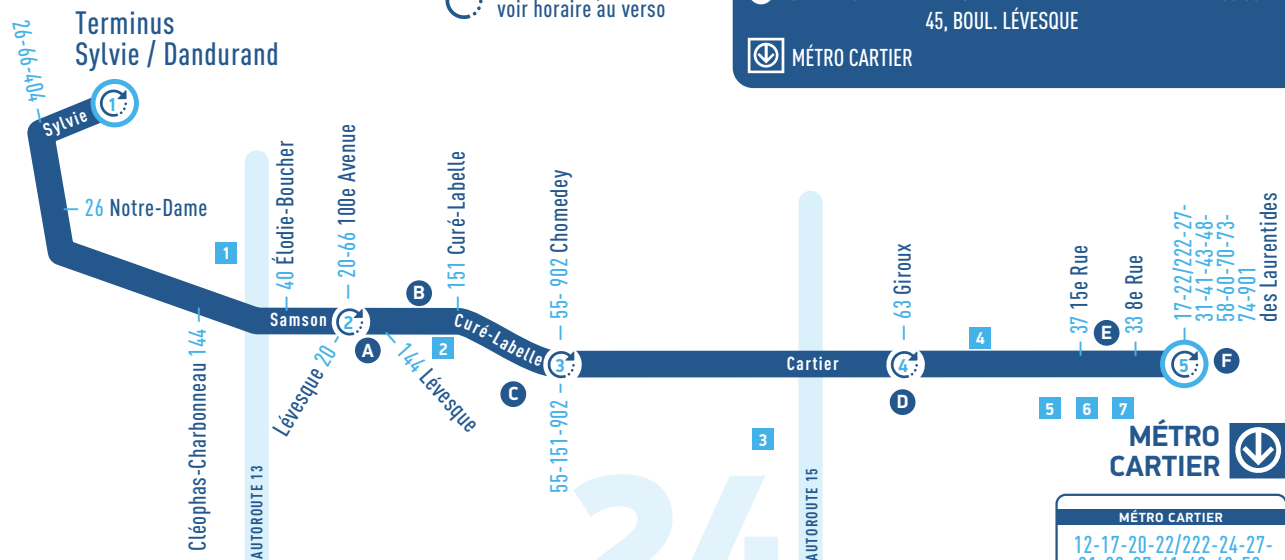 voir horaire au verso
45, BOUL. LÉVESQUE
MÉTRO CARTIER
Terminus
Sylvie / Dandurand
26-66-404
Sylvie
1
26 Notre-Dame
1
40 Élodie-Boucher
20-66 100e Avenue
B
151 Curé-Labelle
55-902 Chomedey
63 Giroux
4
37 15e Rue
E
33 8e Rue
17-22/222-27-
31-41-43-48-
58-60-70-73-
74-901
des Laurentides
Samson
2
Curé-Labelle
3
Cartier
4
5
F
Cléophas-Charbonneau 144
Lévesque 20
A
144 Lévesque
2
C
55-151-902
D
3
5
6
7
AUTOROUTE 13
AUTOROUTE 15
24
MÉTRO
CARTIER
MÉTRO CARTIER
12-17-20-22/222-24-27-